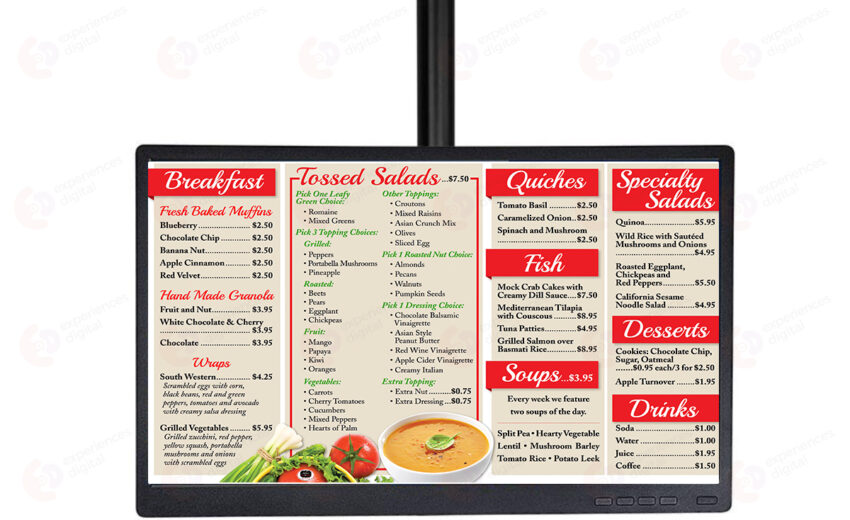 Breakfast
Fresh Baked Muffins
Blueberry ................ $2.50
Chocolate Chip .......... $2.50
Banana Nut ............... $2.50
Apple Cinnamon ........ $2.50
Red Velvet ................ $2.50
Hand Made Granola
Fruit and Nut ............. $3.95
White Chocolate & Cherry
................................ $3.95
Chocolate ................. $3.95
Wraps
South Western ........... $4.25
Scrambled eggs with corn,
black beans, red and green
peppers, tomatoes and avocado
with creamy salsa dressing
Grilled Vegetables ....... $5.95
Grilled zucchini, red pepper,
yellow squash, portabella
mushrooms and onions
with scrambled eggs
Tossed Salads...$7.50
Pick One Leafy
Green Choice:
• Romaine
• Mixed Greens
Pick 3 Topping Choices:
Grilled:
• Peppers
• Portabella Mushrooms
• Pineapple
Roasted:
• Beets
• Pears
• Eggplant
• Chickpeas
Fruit:
• Mango
• Papaya
• Kiwi
• Oranges
Vegetables:
• Carrots
• Cherry Tomatoes
• Cucumbers
• Mixed Peppers
• Hearts of Palm
Other Toppings:
• Croutons
• Mixed Raisins
• Asian Crunch Mix
• Olives
• Sliced Egg
Pick 1 Roasted Nut Choice:
• Almonds
• Pecans
• Walnuts
• Pumpkin Seeds
Pick 1 Dressing Choice:
• Chocolate Balsamic
Vinaigrette
• Asian Style
Peanut Butter
• Red Wine Vinaigrette
• Apple Cider Vinaigrette
• Creamy Italian
Extra Topping:
• Extra Nut ..........$0.75
• Extra Dressing ....$0.75
Quiches
Tomato Basil ........... $2.50
Caramelized Onion.. $2.50
Spinach and Mushroom
................................ $2.50
Fish
Mock Crab Cakes with
Creamy Dill Sauce....$7.50
Mediterranean Tilapia
with Couscous ......... $8.95
Tuna Patties.............$4.95
Grilled Salmon over
Basmati Rice............$8.95
Soups...$3.95
Every week we feature
two soups of the day.
Split Pea • Hearty Vegetable
Lentil • Mushroom Barley
Tomato Rice • Potato Leek
Specialty
Salads
Quinoa.....................$5.95
Wild Rice with Sautéed
Mushrooms and Onions
................................$4.95
Roasted Eggplant,
Chickpeas and
Red Peppers.............$5.50
California Sesame
Noodle Salad ...........$4.95
Desserts
Cookies: Chocolate Chip,
Sugar, Oatmeal
......$0.95 each/3 for $2.50
Apple Turnover .......$1.95
Drinks
Soda ........................$1.00
Water ......................$1.00
Juice ........................$1.95
Coffee ......................$1.50
experiences
digital